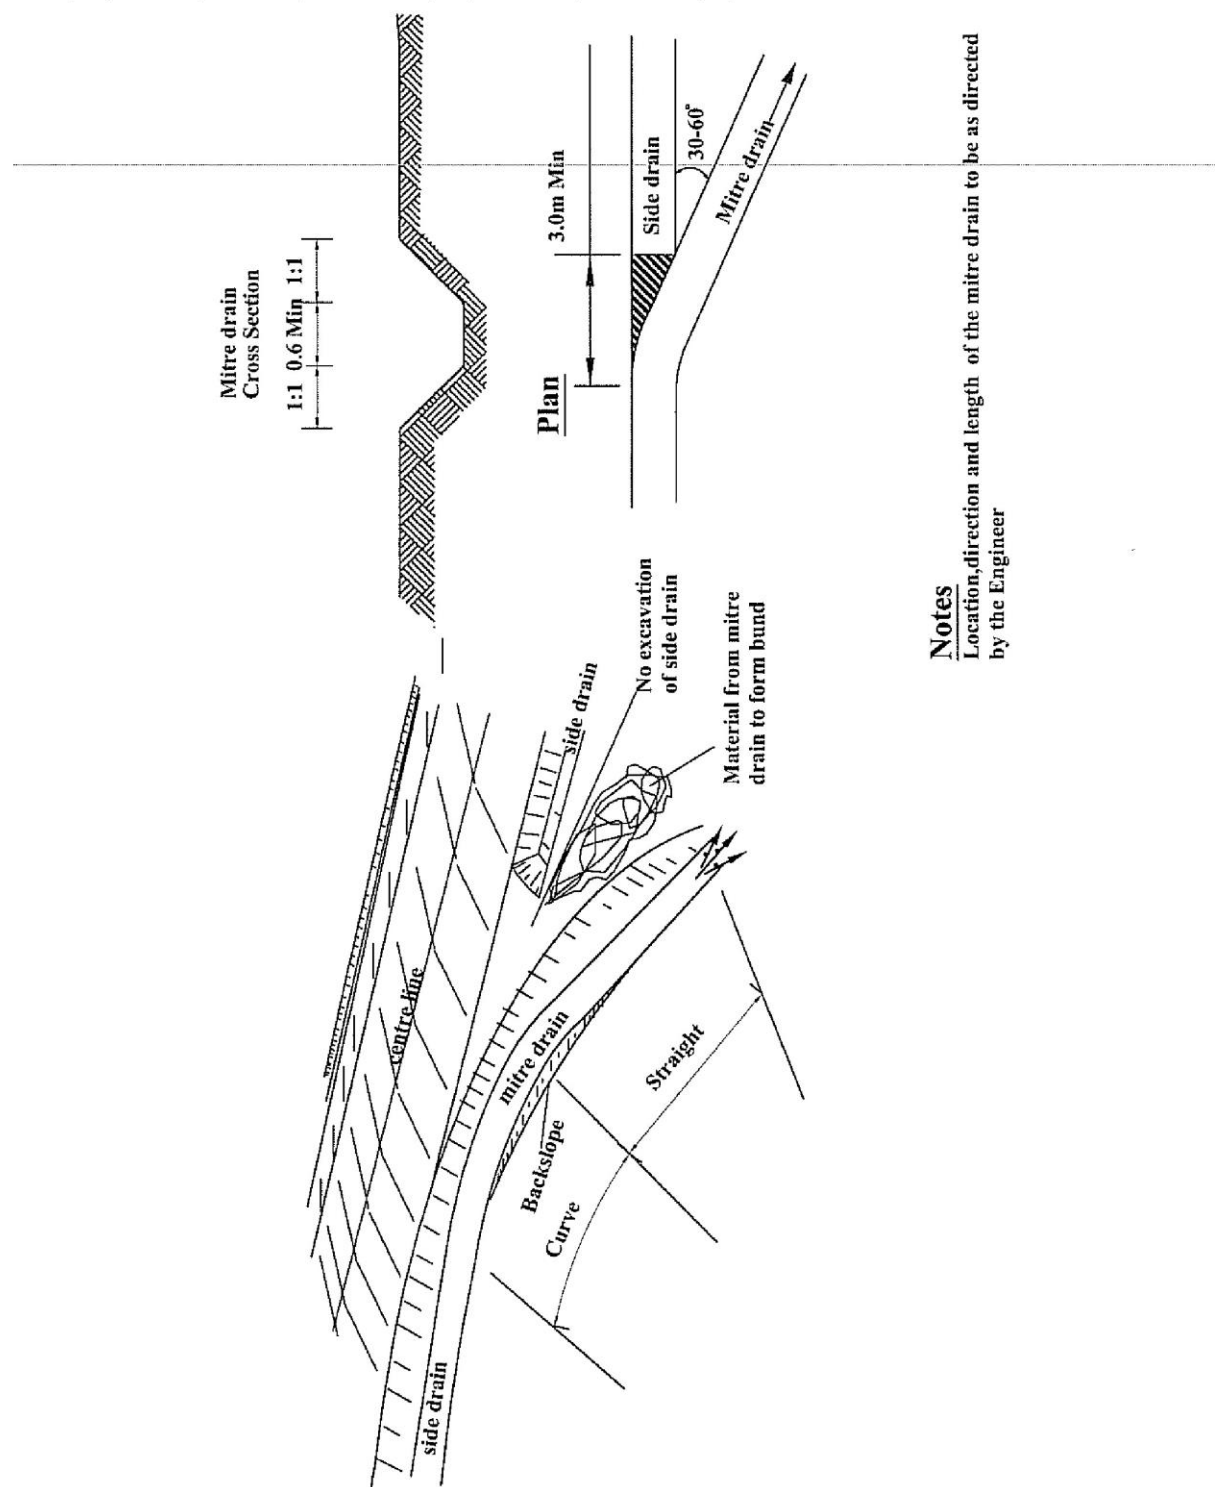 Mitre drain
Cross Section
1:1 0.6 Min 1:1
Plan
3.0m Min
Side drain
30-60°
Mitre drain
side drain
No excavation
of side drain
Material from mitre
drain to form bund
centre line
mitre drain
Backslope
Straight
Curve
side drain
Notes
Location,direction and length of the mitre drain to be as directed
by the Engineer